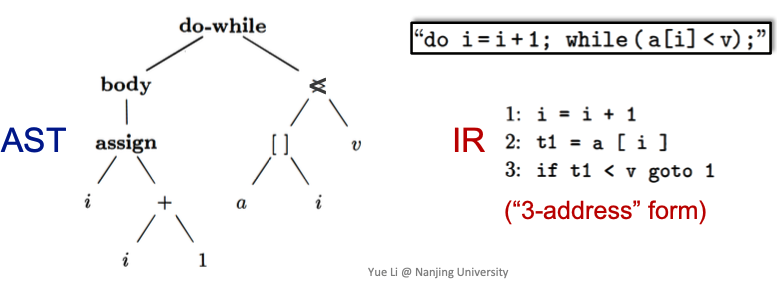 do-while
“do i=i+1; while(a[i]<v);”
body
<
AST
assign
[ ]
v
IR
1: i = i + 1
2: t1 = a [ i ]
3: if t1 < v goto 1
i
+
a
i
(“3-address” form)
i
1
Yue Li @ Nanjing University